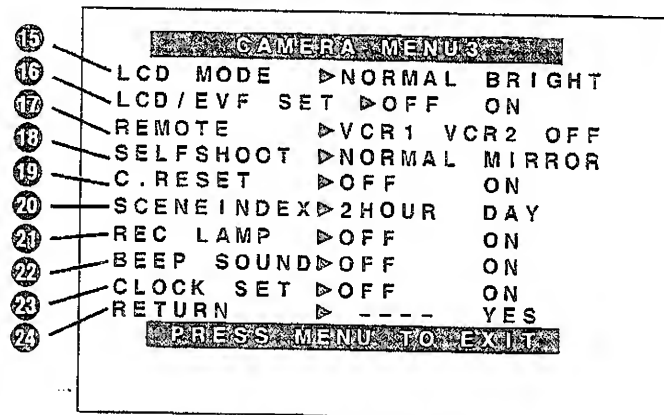 CAMERA MENU3
15 LCD MODE ▷NORMAL BRIGHT
16 LCD/EVF SET ▷OFF ON
17 REMOTE ▷VCR1 VCR2 OFF
18 SELFSHOOT ▷NORMAL MIRROR
19 C.RESET ▷OFF ON
20 SCENEINDEX▷2HOUR DAY
21 REC LAMP ▷OFF ON
22 BEEP SOUND▷OFF ON
23 CLOCK SET ▷OFF ON
24 RETURN ▷ ---- YES
PRESS MENU TO EXIT